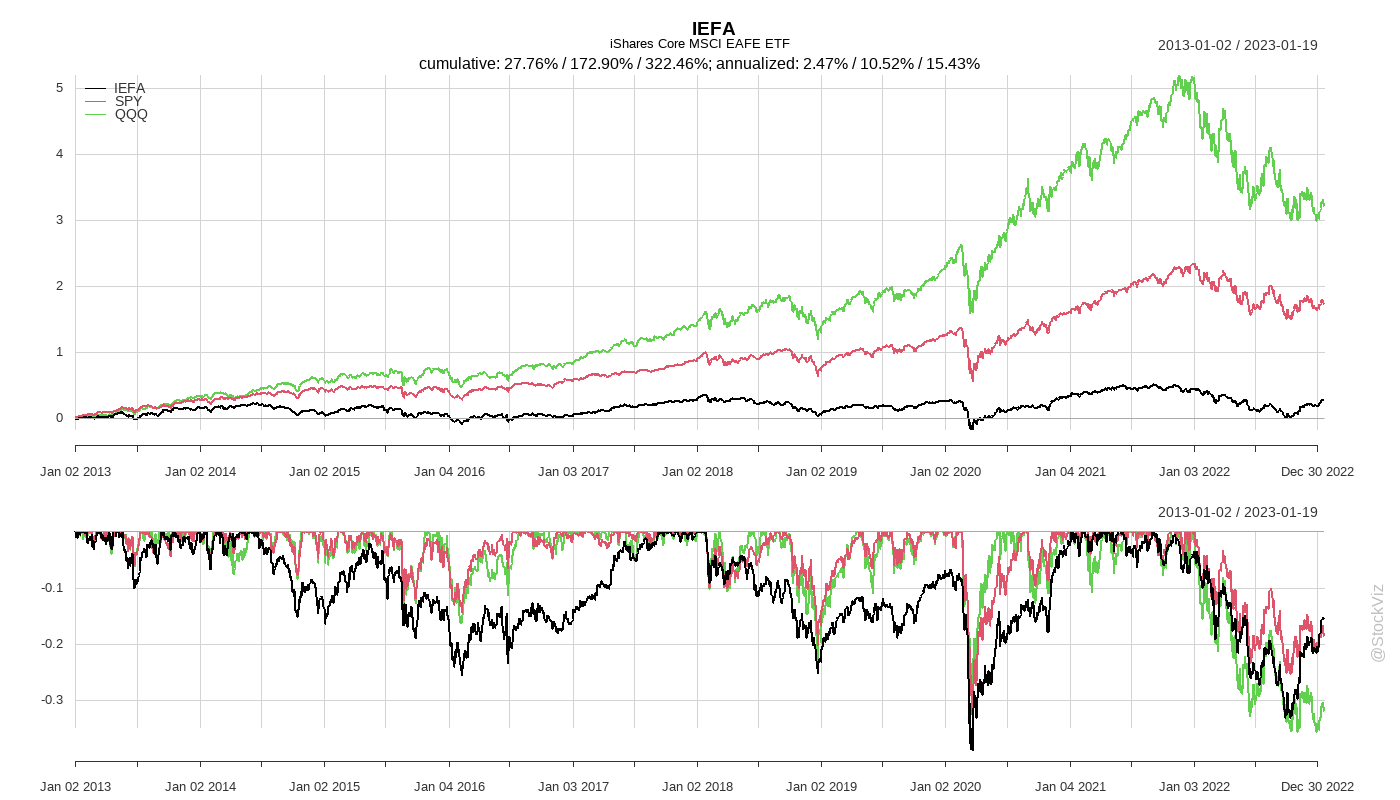 IEFA
iShares Core MSCI EAFE ETF
2013-01-02 / 2023-01-19
cumulative: 27.76% / 172.90% / 322.46%; annualized: 2.47% / 10.52% / 15.43%
IEFA
SPY
QQQ
5
4
3
2
1
0
Jan 02 2013 Jan 02 2014 Jan 02 2015 Jan 04 2016 Jan 03 2017 Jan 02 2018 Jan 02 2019 Jan 02 2020 Jan 04 2021 Jan 03 2022 Dec 30 2022
2013-01-02 / 2023-01-19
-0.1
-0.2
-0.3
Jan 02 2013 Jan 02 2014 Jan 02 2015 Jan 04 2016 Jan 03 2017 Jan 02 2018 Jan 02 2019 Jan 02 2020 Jan 04 2021 Jan 03 2022 Dec 30 2022
@StockViz